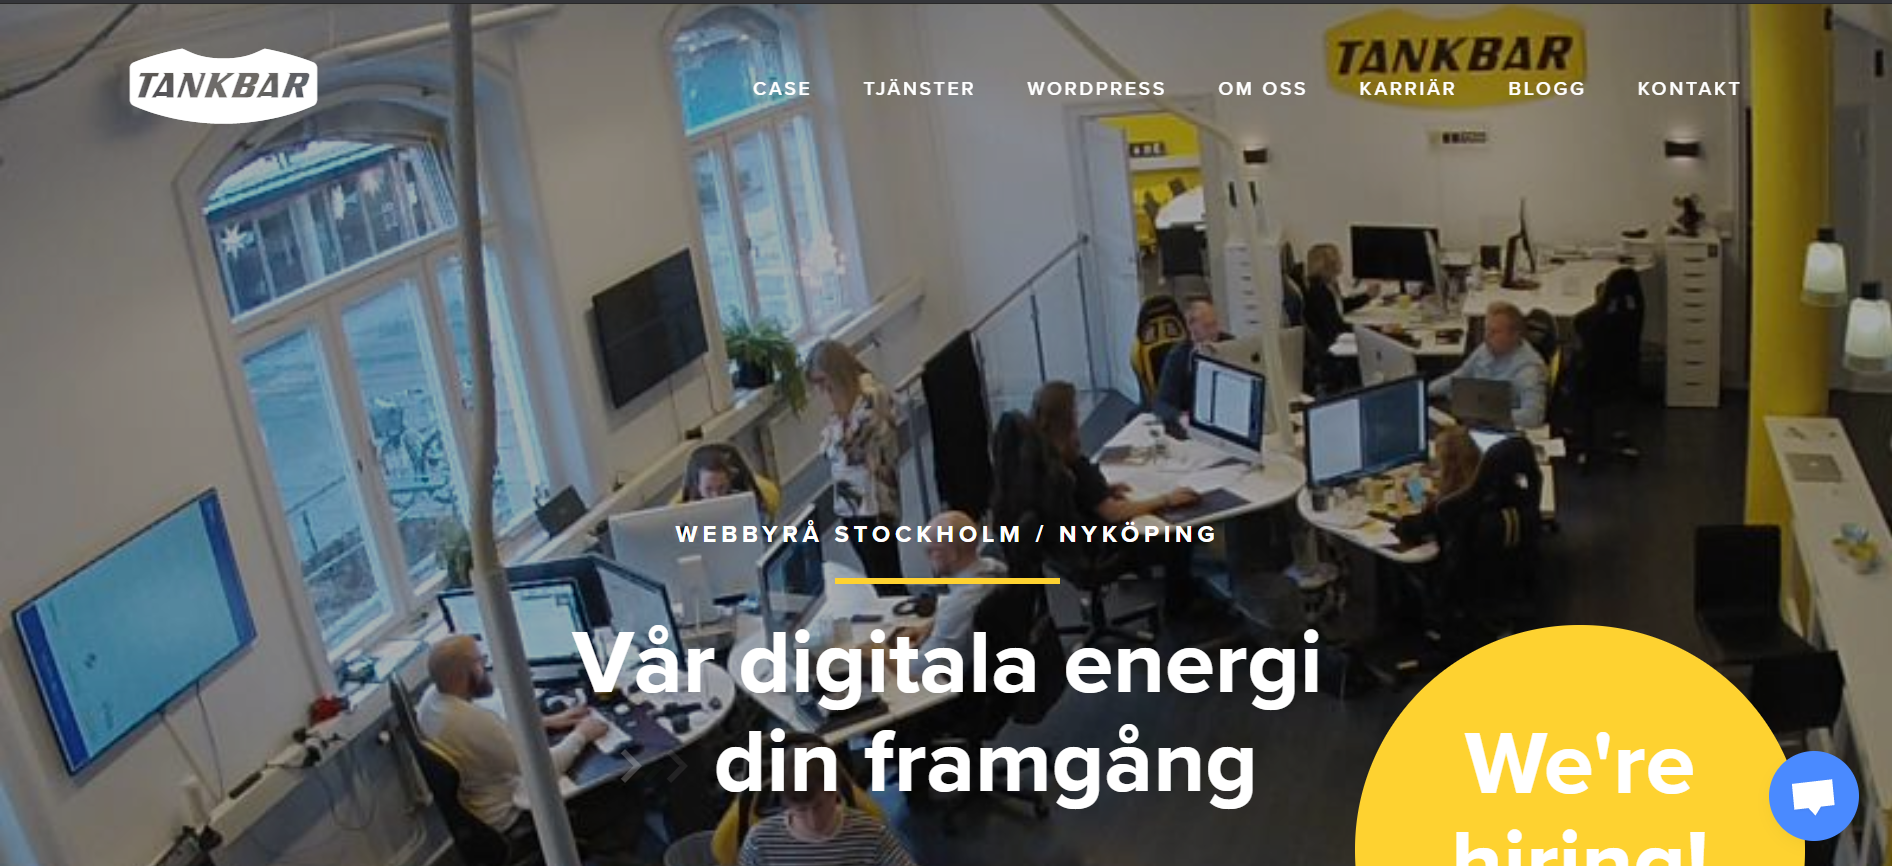 TANKBAR
TANKBAR
CASE TJÄNSTER WORDPRESS OM OSS KARRIÄR BLOGG KONTAKT
WEBBYRÅ STOCKHOLM / NYKÖPING
Vår digitala energi
din framgång
We're
hiring!